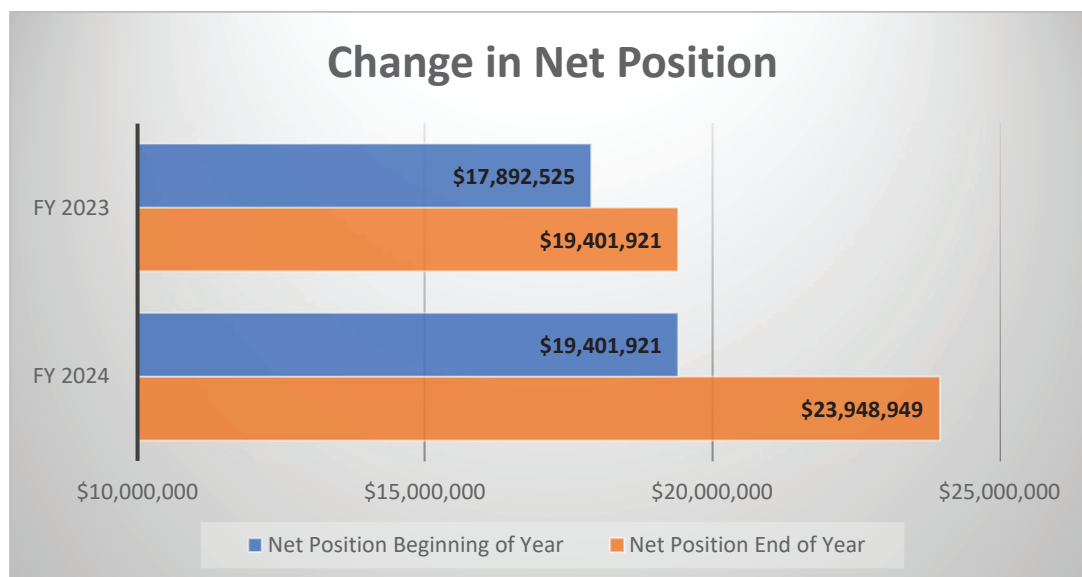 Change in Net Position
FY 2023
$17,892,525
$19,401,921
FY 2024
$19,401,921
$23,948,949
$10,000,000 $15,000,000 $20,000,000 $25,000,000
Net Position Beginning of Year Net Position End of Year